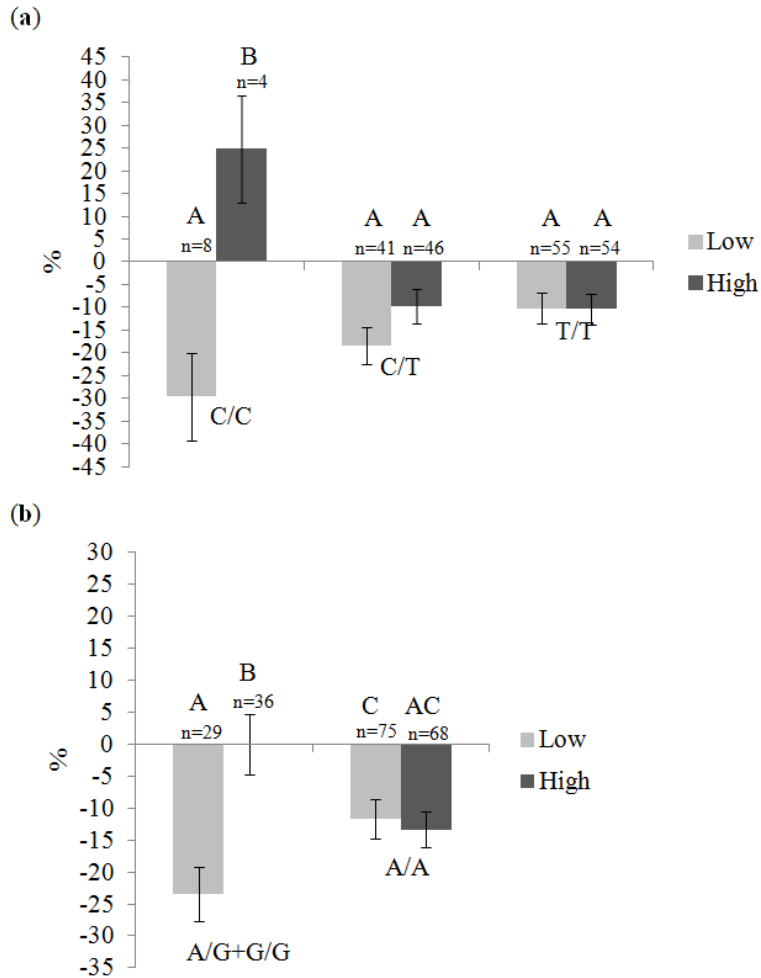 (a)
45
40
35
30
25
20
15
10
5
0
-5
-10
-15
-20
-25
-30
-35
-40
-45
%
B
n=4
A A A A A
n=8 n=41 n=46 n=55 n=54
C/C
C/T
T/T
Low
High
(b)
30
25
20
15
10
5
0
-5
-10
-15
-20
-25
-30
-35
%
B
n=36
A C AC
n=29 n=75 n=68
A/G+G/G
A/A
Low
High